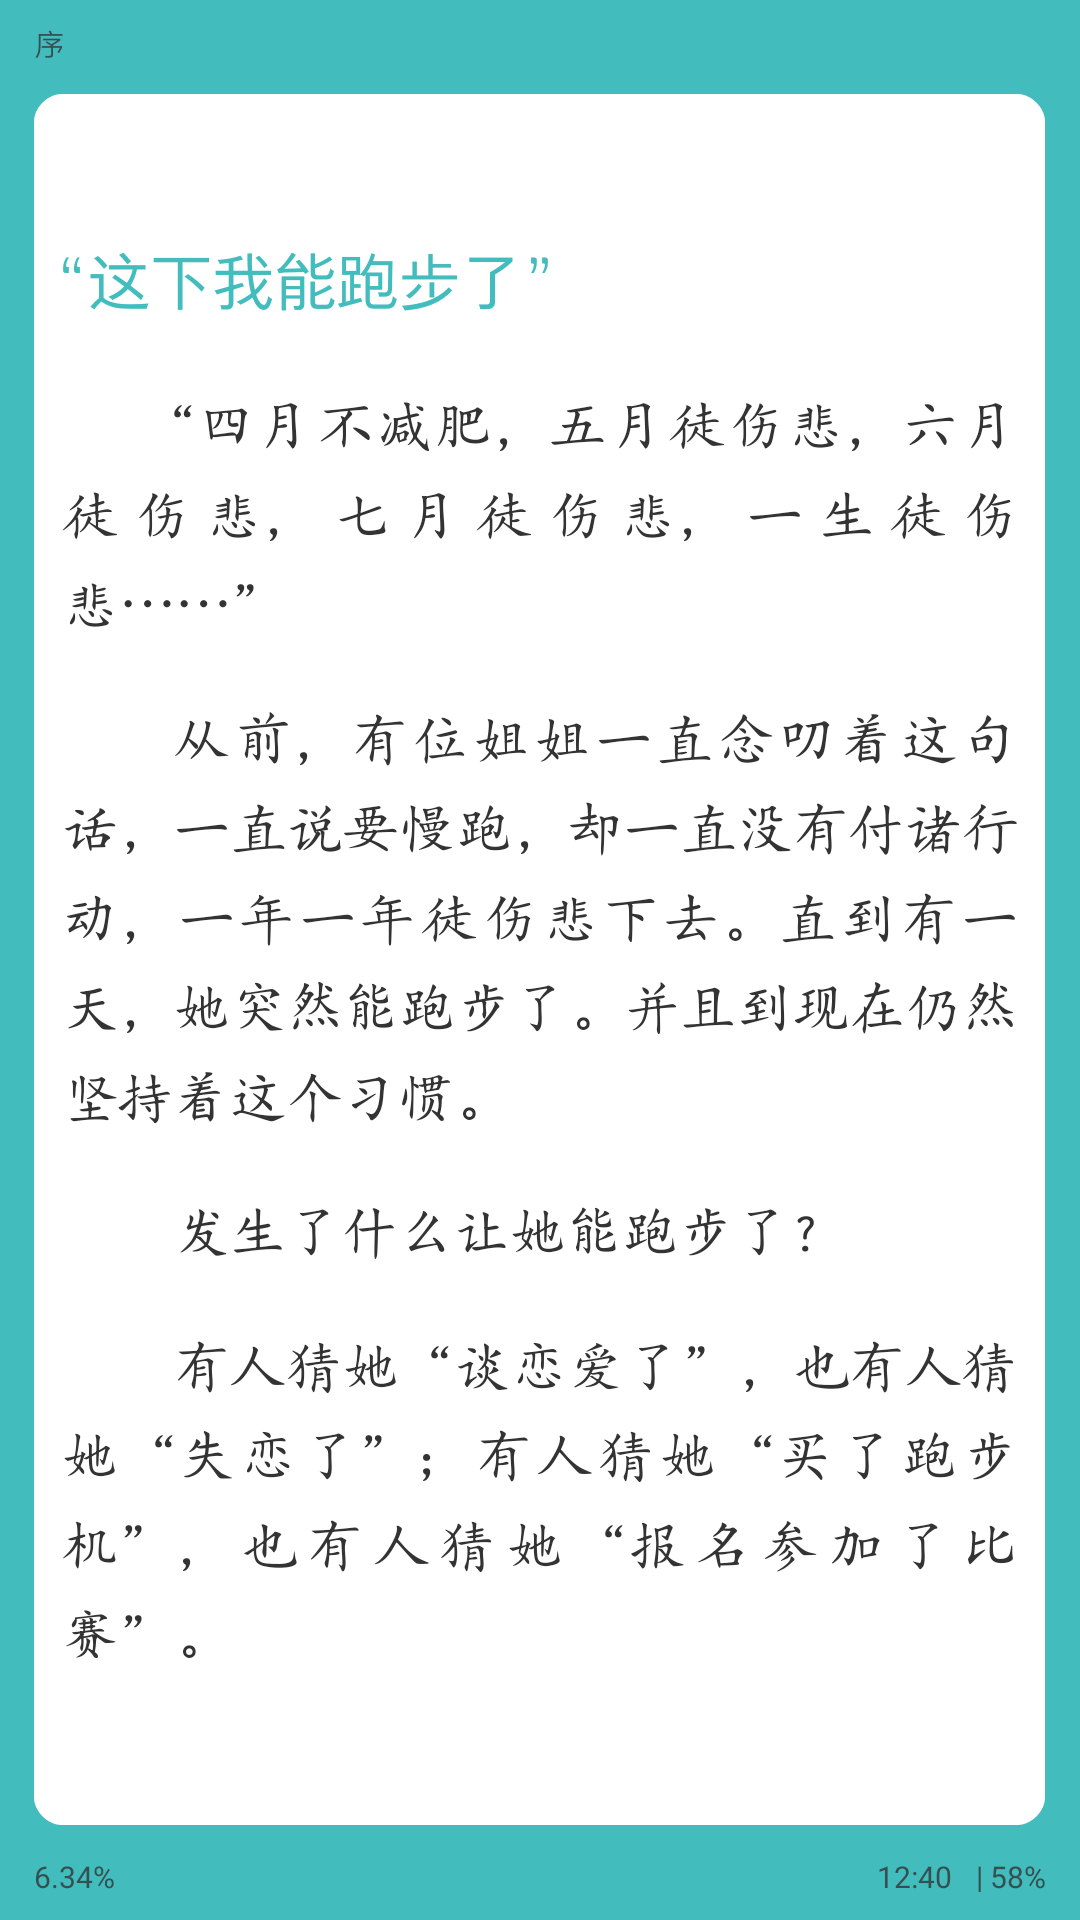 序
“这下我能跑步了”
“四月不减肥，五月徒伤悲，六月
徒伤悲，七月徒伤悲，一生徒伤
悲……”
从前，有位姐姐一直念叨着这句
话，一直说要慢跑，却一直没有付诸行
动，一年一年徒伤悲下去。直到有一
天，她突然能跑步了。并且到现在仍然
坚持着这个习惯。
发生了什么让她能跑步了？
有人猜她“谈恋爱了”，也有人猜
她“失恋了”；有人猜她“买了跑步
机”，也有人猜她“报名参加了比
赛”。
6.34%
12:40 | 58%